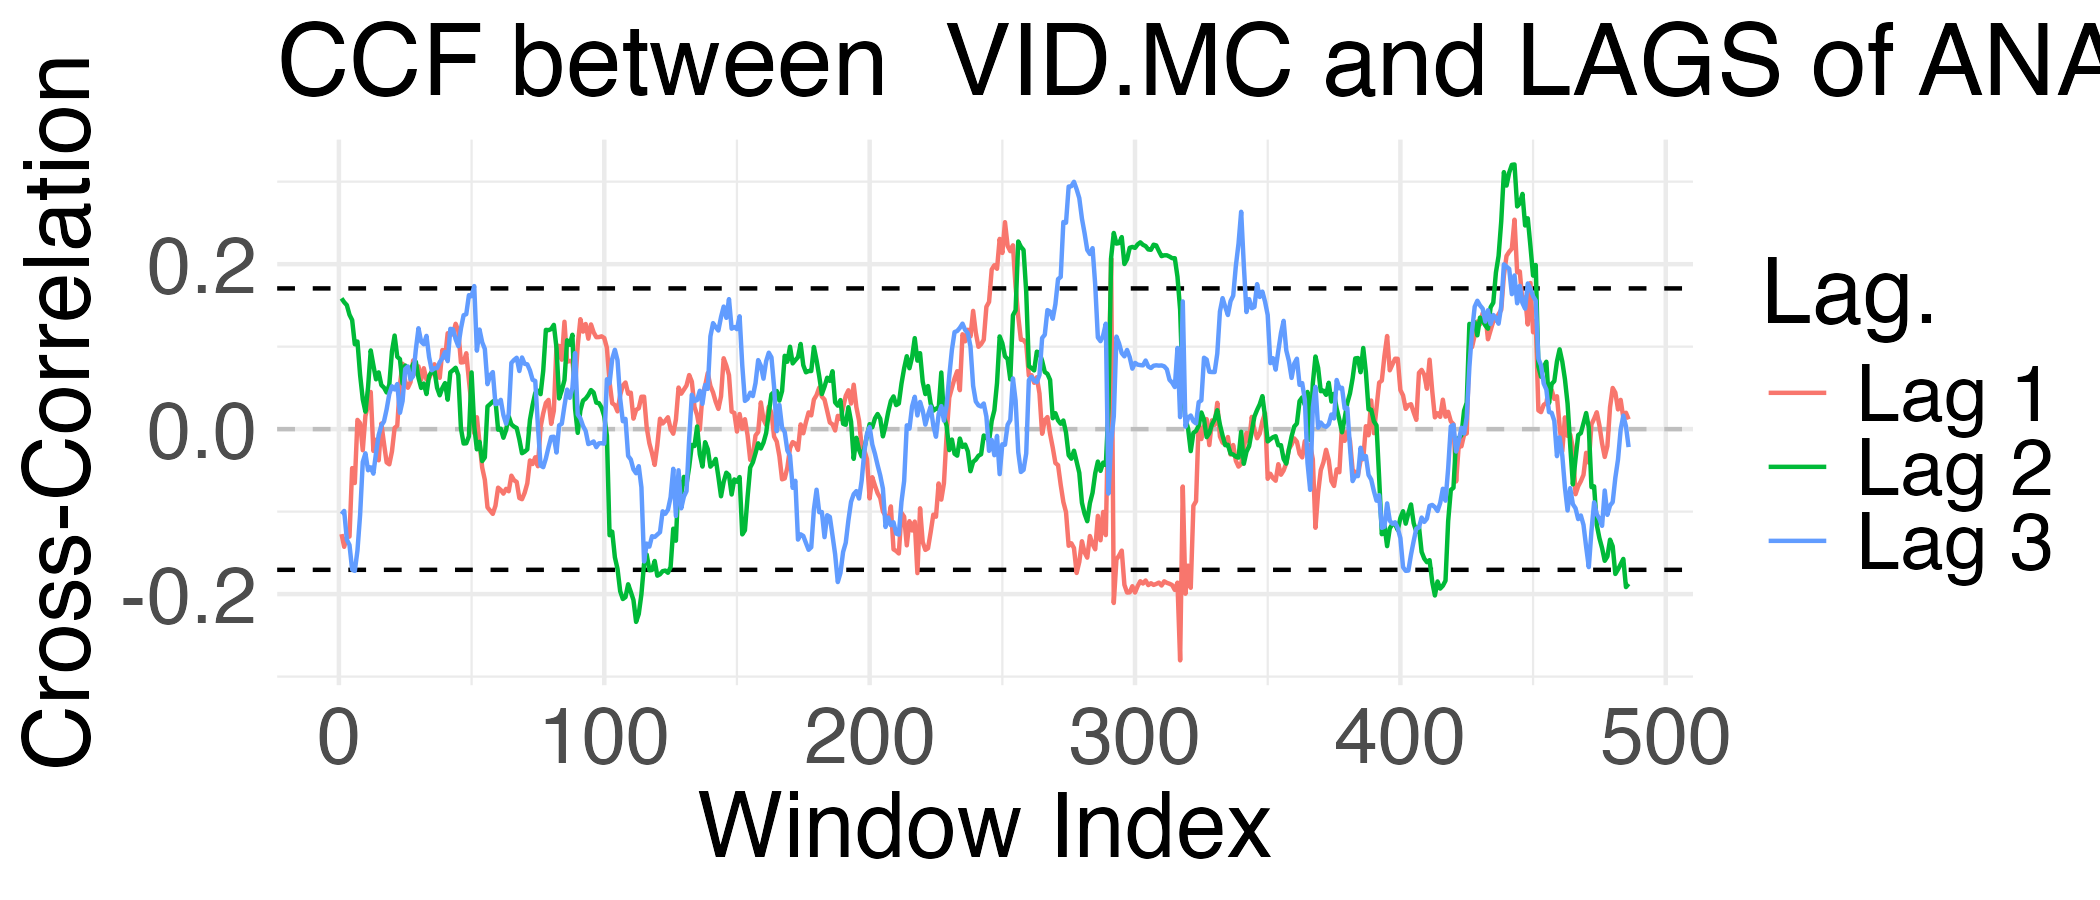 CCF between  VID.MC and LAGS of ANA
Cross-Correlation
0.2
0.0
-0.2
0
100
200
300
400
500
Window Index
Lag.
Lag 1
Lag 2
Lag 3